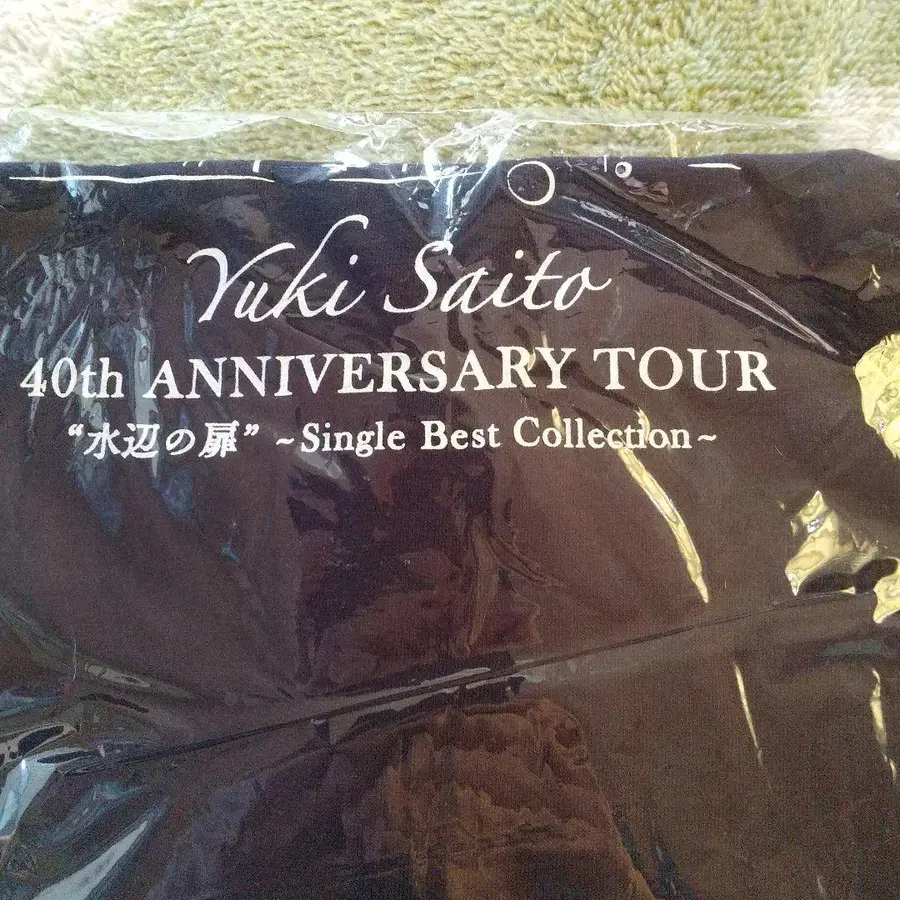 Yuki Saito
40th ANNIVERSARY TOUR
“水辺の扉” ~Single Best Collection~